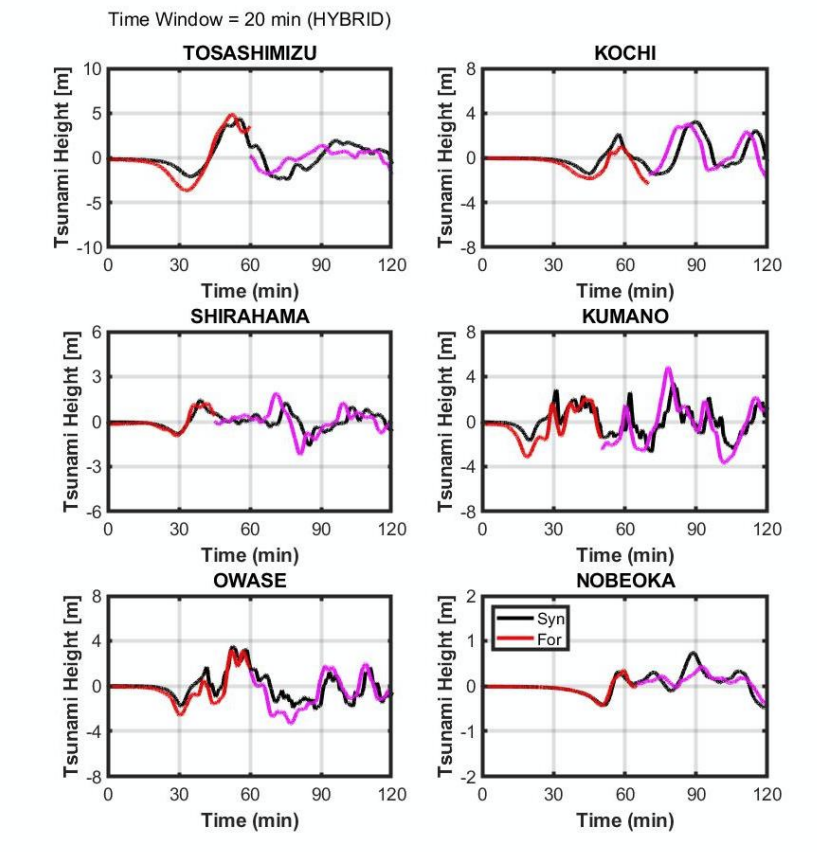 Time Window = 20 min (HYBRID)
TOSASHIMIZU
Tsunami Height [m]
10
5
0
-5
-10
0 30 60 90 120
Time (min)
KOCHI
Tsunami Height [m]
8
4
0
-4
-8
0 30 60 90 120
Time (min)
SHIRAHAMA
Tsunami Height [m]
6
3
0
-3
-6
0 30 60 90 120
Time (min)
KUMANO
Tsunami Height [m]
8
4
0
-4
-8
0 30 60 90 120
Time (min)
OWASE
Tsunami Height [m]
8
4
0
-4
-8
0 30 60 90 120
Time (min)
NOBEOKA
Tsunami Height [m]
2
1
0
-1
-2
Syn
For
0 30 60 90 120
Time (min)